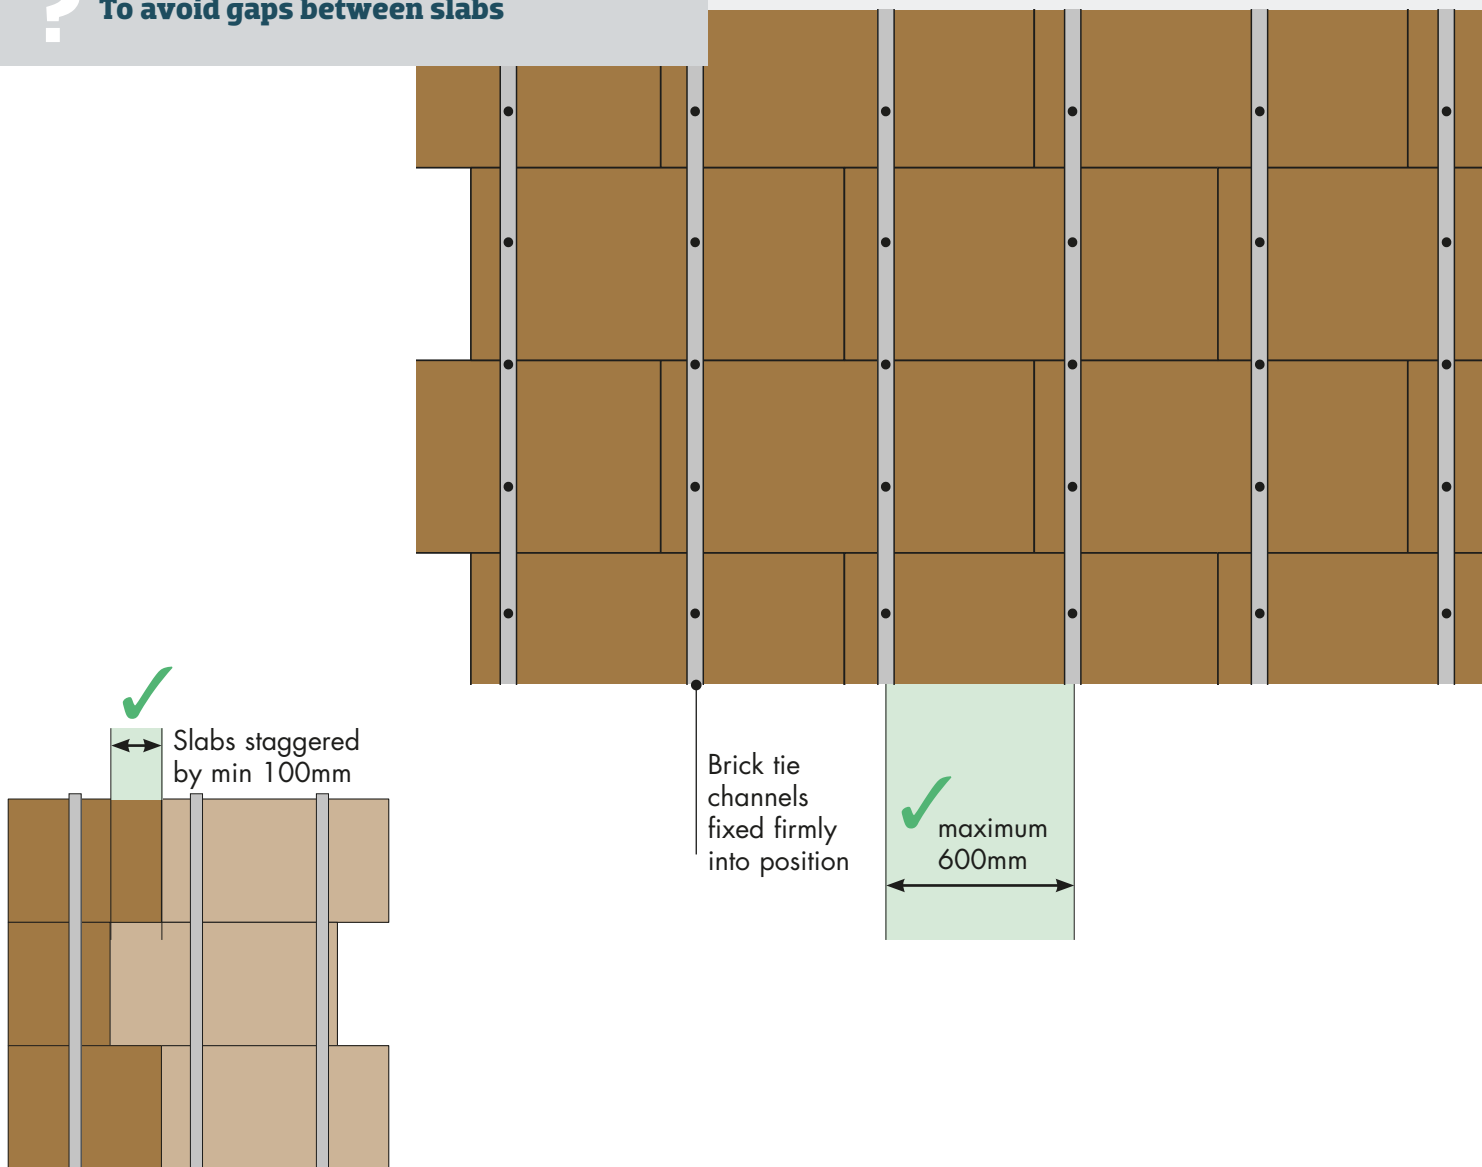 ?
To avoid gaps between slabs
Slabs staggered
by min 100mm
Brick tie
channels
fixed firmly
into position
maximum
600mm